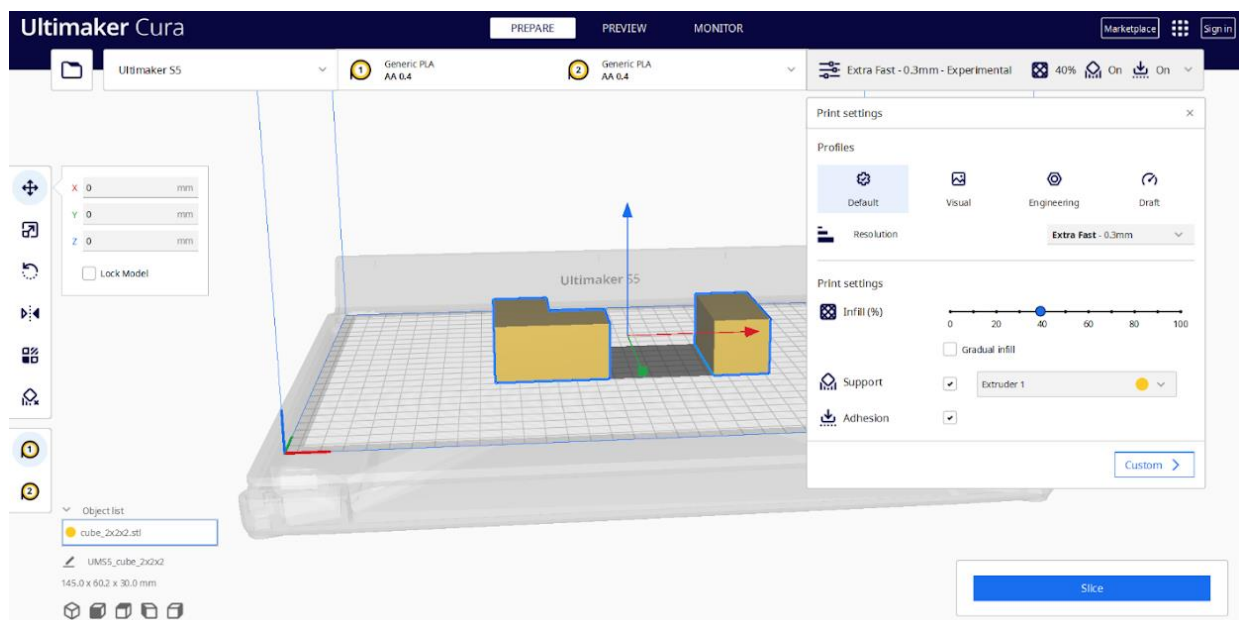 Ultimaker Cura
PREPARE PREVIEW MONITOR
Marketplace Sign in
Ultimaker S5
1 Generic PLA
AA 0.4
2 Generic PLA
AA 0.4
Extra Fast - 0.3mm - Experimental 40% On On
Print settings
Profiles
Default Visual Engineering Draft
Resolution Extra Fast - 0.3mm
Print settings
Infill (%)
0 20 40 60 80 100
Gradual infill
Support Extruder 1
Adhesion
Custom
X 0 mm
Y 0 mm
Z 0 mm
Lock Model
Ultimaker S5
1
2
Object list
cube_2x2x2.stl
UMS5_cube_2x2x2
145.0 x 60.2 x 30.0 mm
Slice